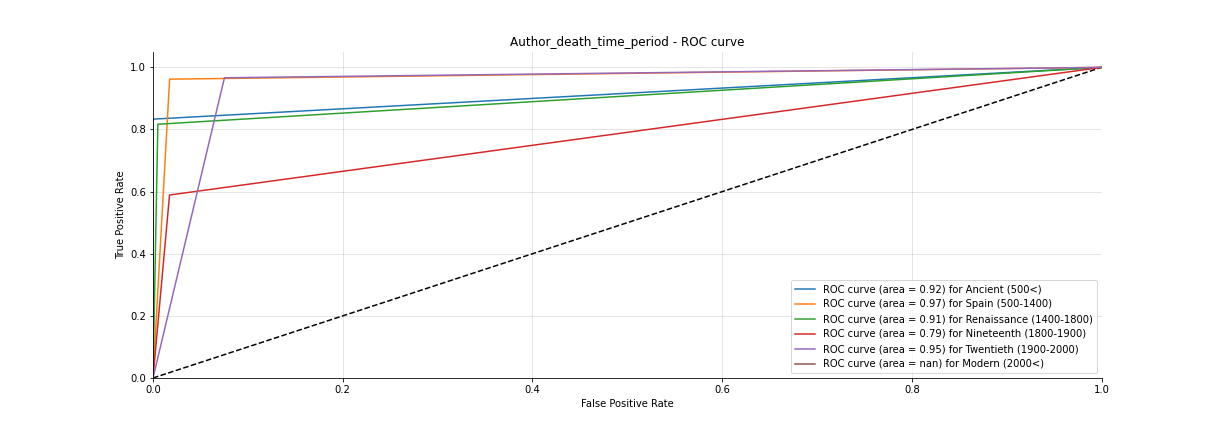 Author_death_time_period - ROC curve
1.0
0.8
0.6
0.4
0.2
0.0
True Positive Rate
ROC curve (area = 0.92) for Ancient (500<)
ROC curve (area = 0.97) for Spain (500-1400)
ROC curve (area = 0.91) for Renaissance (1400-1800)
ROC curve (area = 0.79) for Nineteenth (1800-1900)
ROC curve (area = 0.95) for Twentieth (1900-2000)
ROC curve (area = nan) for Modern (2000<)
0.0 0.2 0.4 0.6 0.8 1.0
False Positive Rate